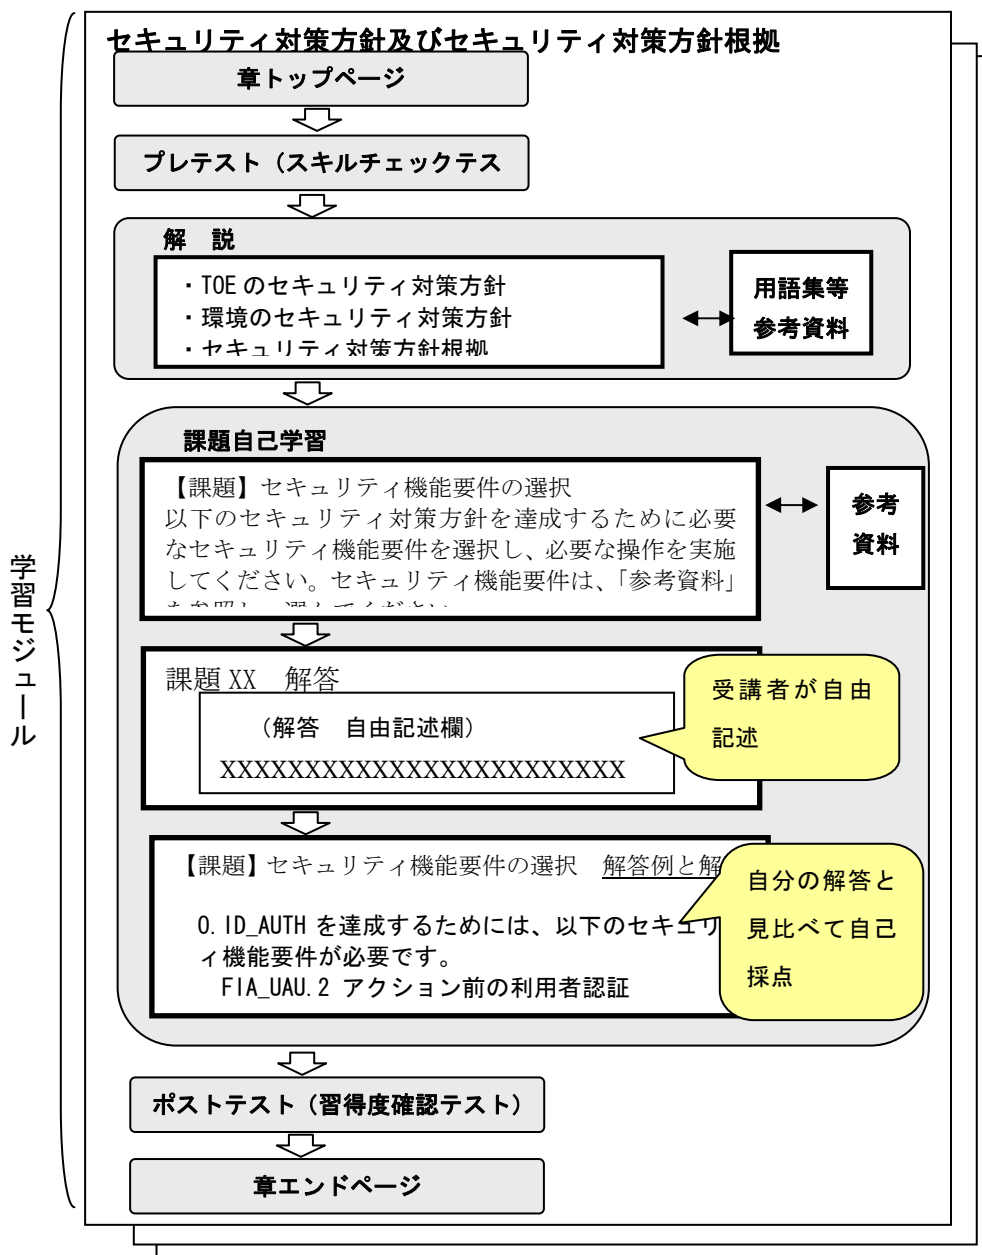 セキュリティ対策方針及びセキュリティ対策方針根拠
章トップページ
プレテスト（スキルチェックテス
解　説
・TOE のセキュリティ対策方針
・環境のセキュリティ対策方針
・セキュリティ対策方針根拠
用語集等
参考資料
課題自己学習
【課題】セキュリティ機能要件の選択
以下のセキュリティ対策方針を達成するために必要
なセキュリティ機能要件を選択し、必要な操作を実施
してください。セキュリティ機能要件は、「参考資料」
参考
資料
学習モジュール
課題 XX　解答
（解答　自由記述欄）
XXXXXXXXXXXXXXXXXXXXXXXX
受講者が自由
記述
【課題】セキュリティ機能要件の選択　解答例と解
O.ID_AUTH を達成するためには、以下のセキュリ
ィ機能要件が必要です。
FIA_UAU.2 アクション前の利用者認証
自分の解答と
見比べて自己
採点
ポストテスト（習得度確認テスト）
章エンドページ